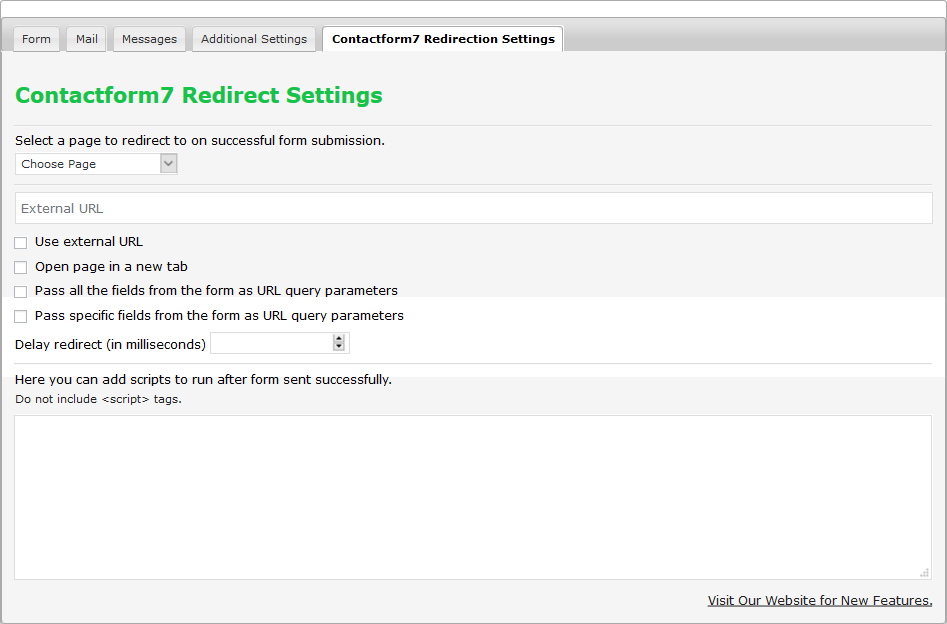 Form Mail Messages Additional Settings Contactform7 Redirection Settings
Contactform7 Redirect Settings
Select a page to redirect to on successful form submission.
Choose Page
External URL
Use external URL
Open page in a new tab
Pass all the fields from the form as URL query parameters
Pass specific fields from the form as URL query parameters
Delay redirect (in milliseconds)
Here you can add scripts to run after form sent successfully.
Do not include <script> tags.
Visit Our Website for New Features.